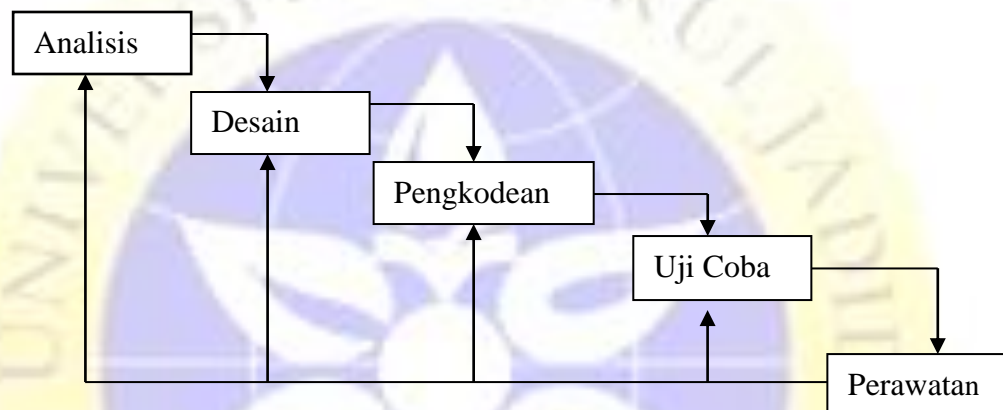 Analisis
Desain
Pengkodean
Uji Coba
Perawatan